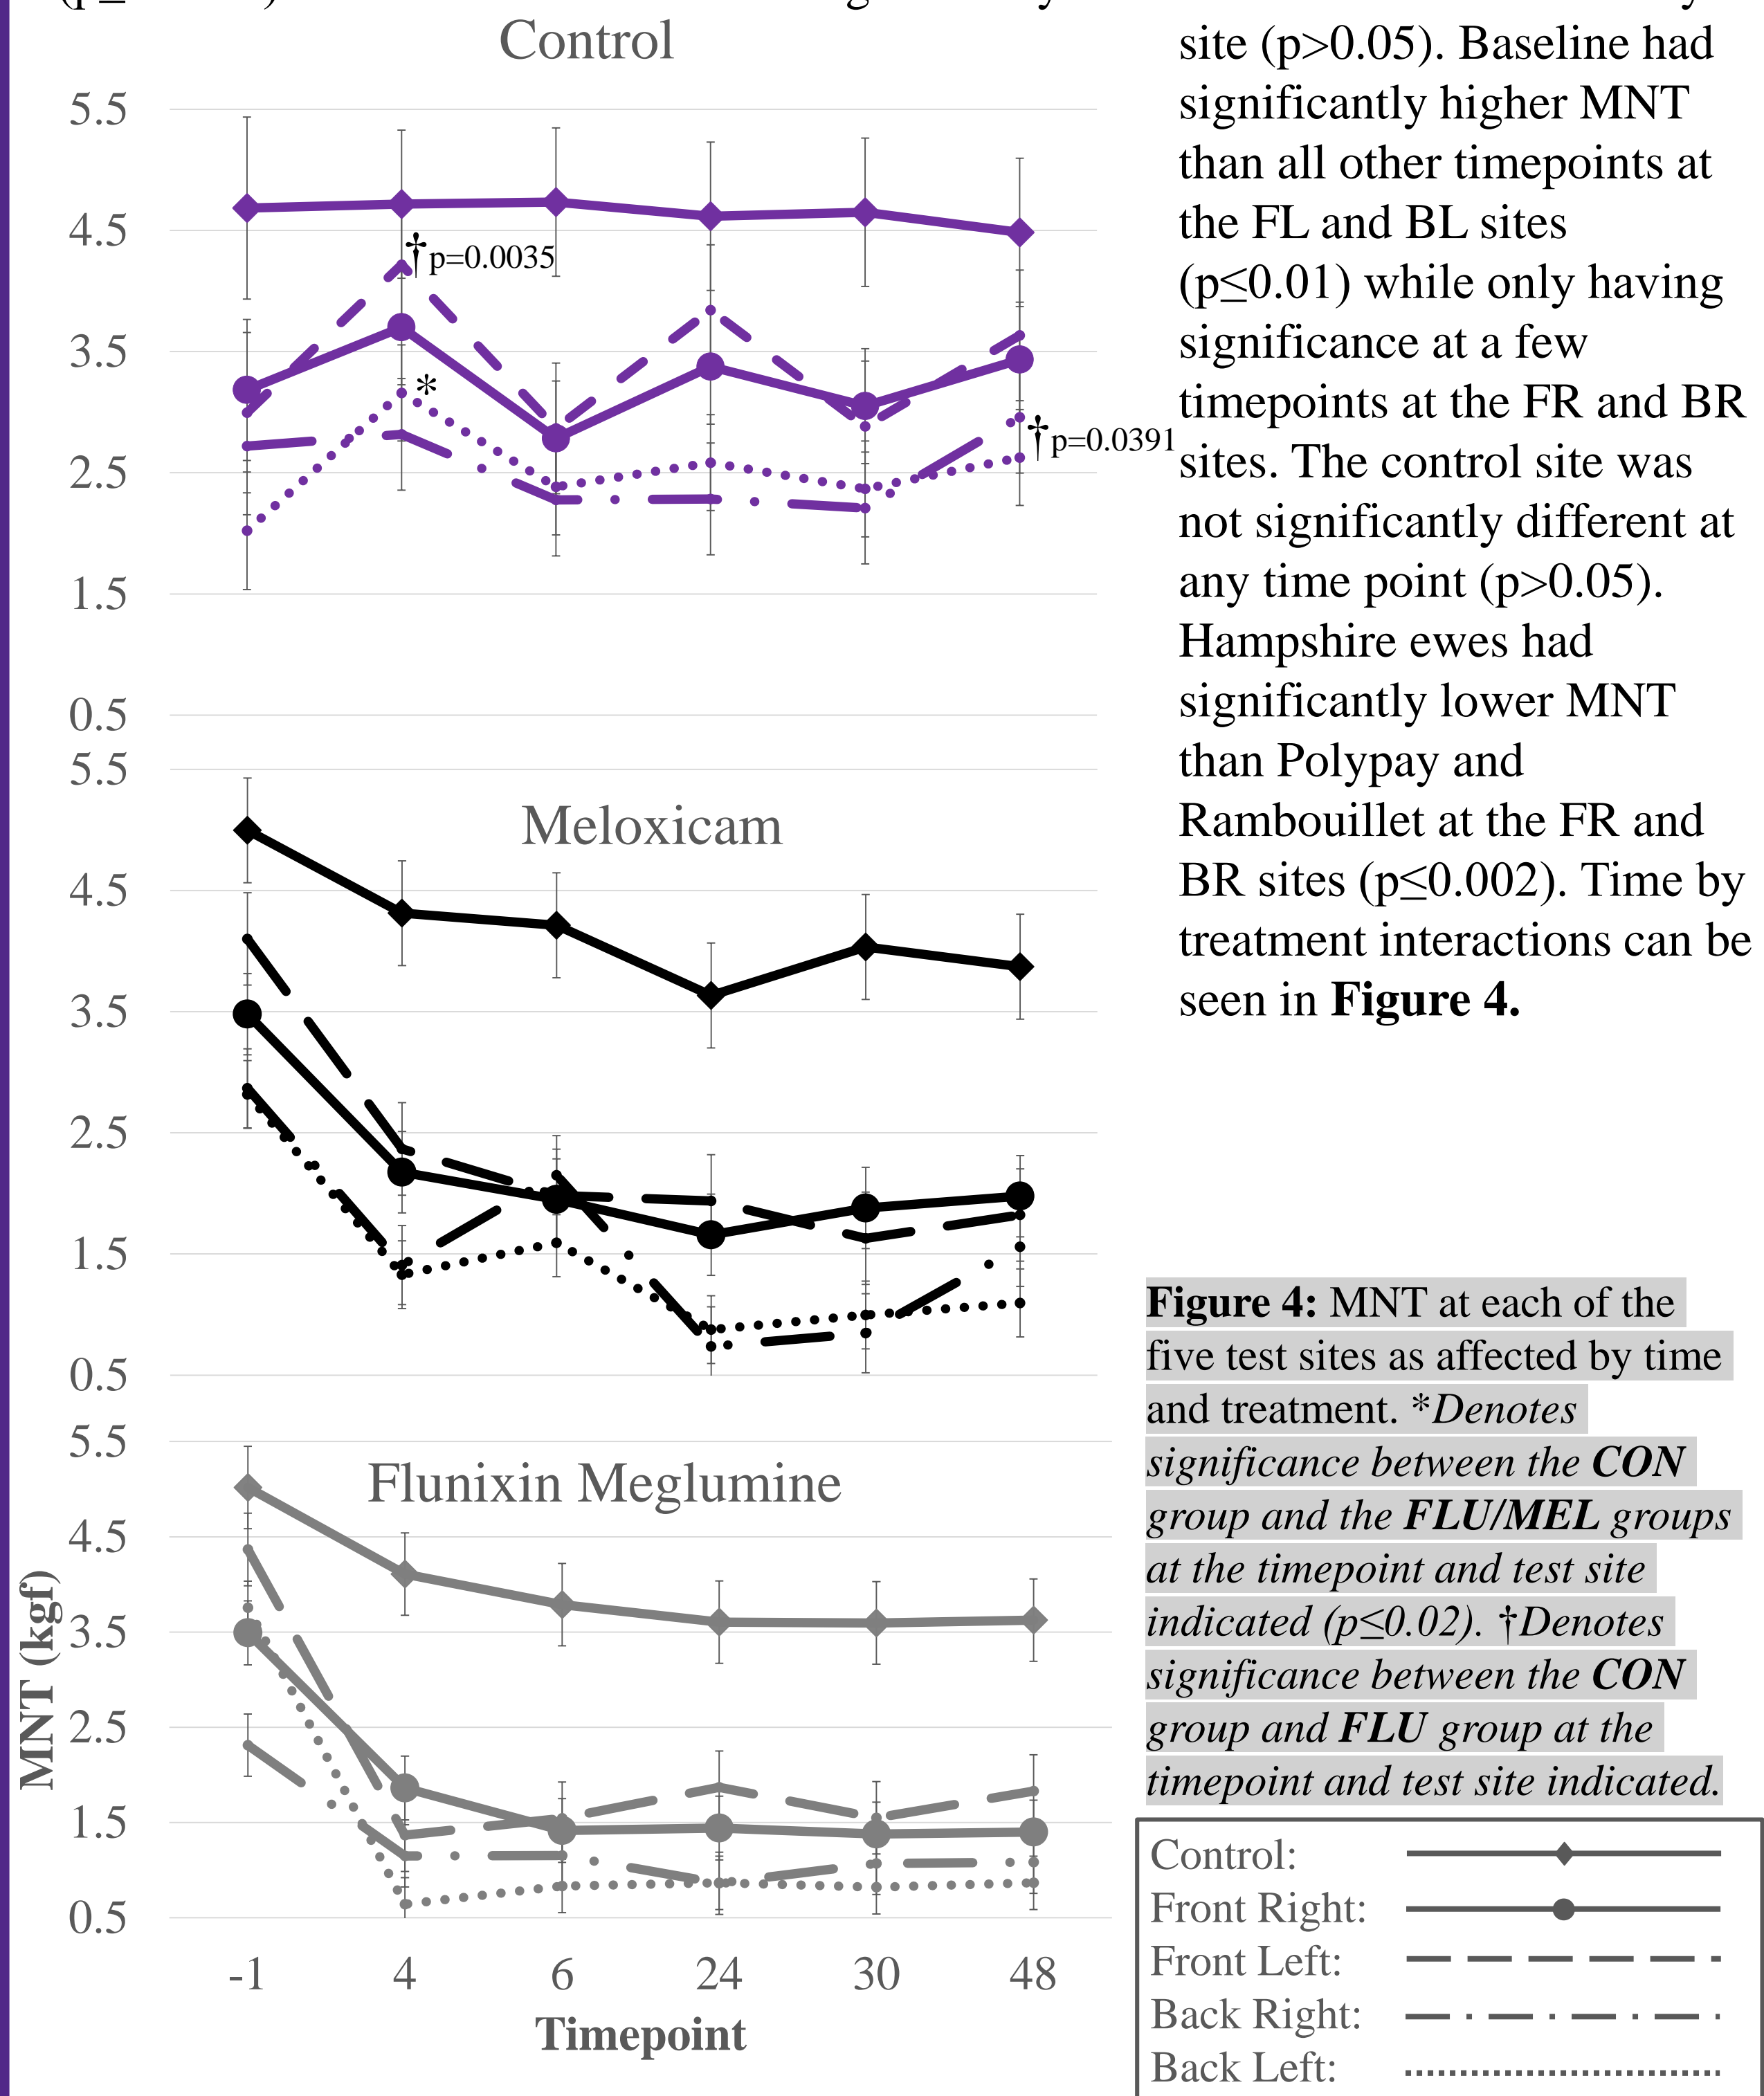 Control
5.5
4.5
3.5
2.5
1.5
0.5
†p=0.0035
*
†p=0.0391
5.5
Meloxicam
4.5
3.5
2.5
1.5
0.5
5.5
Flunixin Meglumine
4.5
3.5
2.5
1.5
0.5
MNT (kgf)
-1 4 6 24 30 48
Timepoint
site (p>0.05). Baseline had
significantly higher MNT
than all other timepoints at
the FL and BL sites
(p≤0.01) while only having
significance at a few
timepoints at the FR and BR
sites. The control site was
not significantly different at
any time point (p>0.05).
Hampshire ewes had
significantly lower MNT
than Polypay and
Rambouillet at the FR and
BR sites (p≤0.002). Time by
treatment interactions can be
seen in Figure 4.
Figure 4: MNT at each of the
five test sites as affected by time
and treatment. *Denotes
significance between the CON
group and the FLU/MEL groups
at the timepoint and test site
indicated (p≤0.02). †Denotes
significance between the CON
group and FLU group at the
timepoint and test site indicated.
Control:
Front Right:
Front Left:
Back Right:
Back Left: